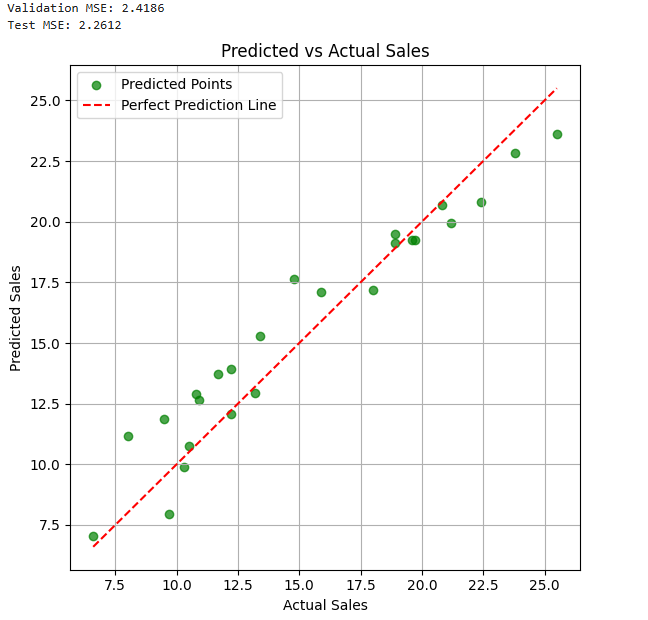 Validation MSE: 2.4186
Test MSE: 2.2612
Predicted vs Actual Sales
Predicted Points
Perfect Prediction Line
25.0
22.5
20.0
17.5
15.0
12.5
10.0
7.5
Predicted Sales
7.5 10.0 12.5 15.0 17.5 20.0 22.5 25.0
Actual Sales